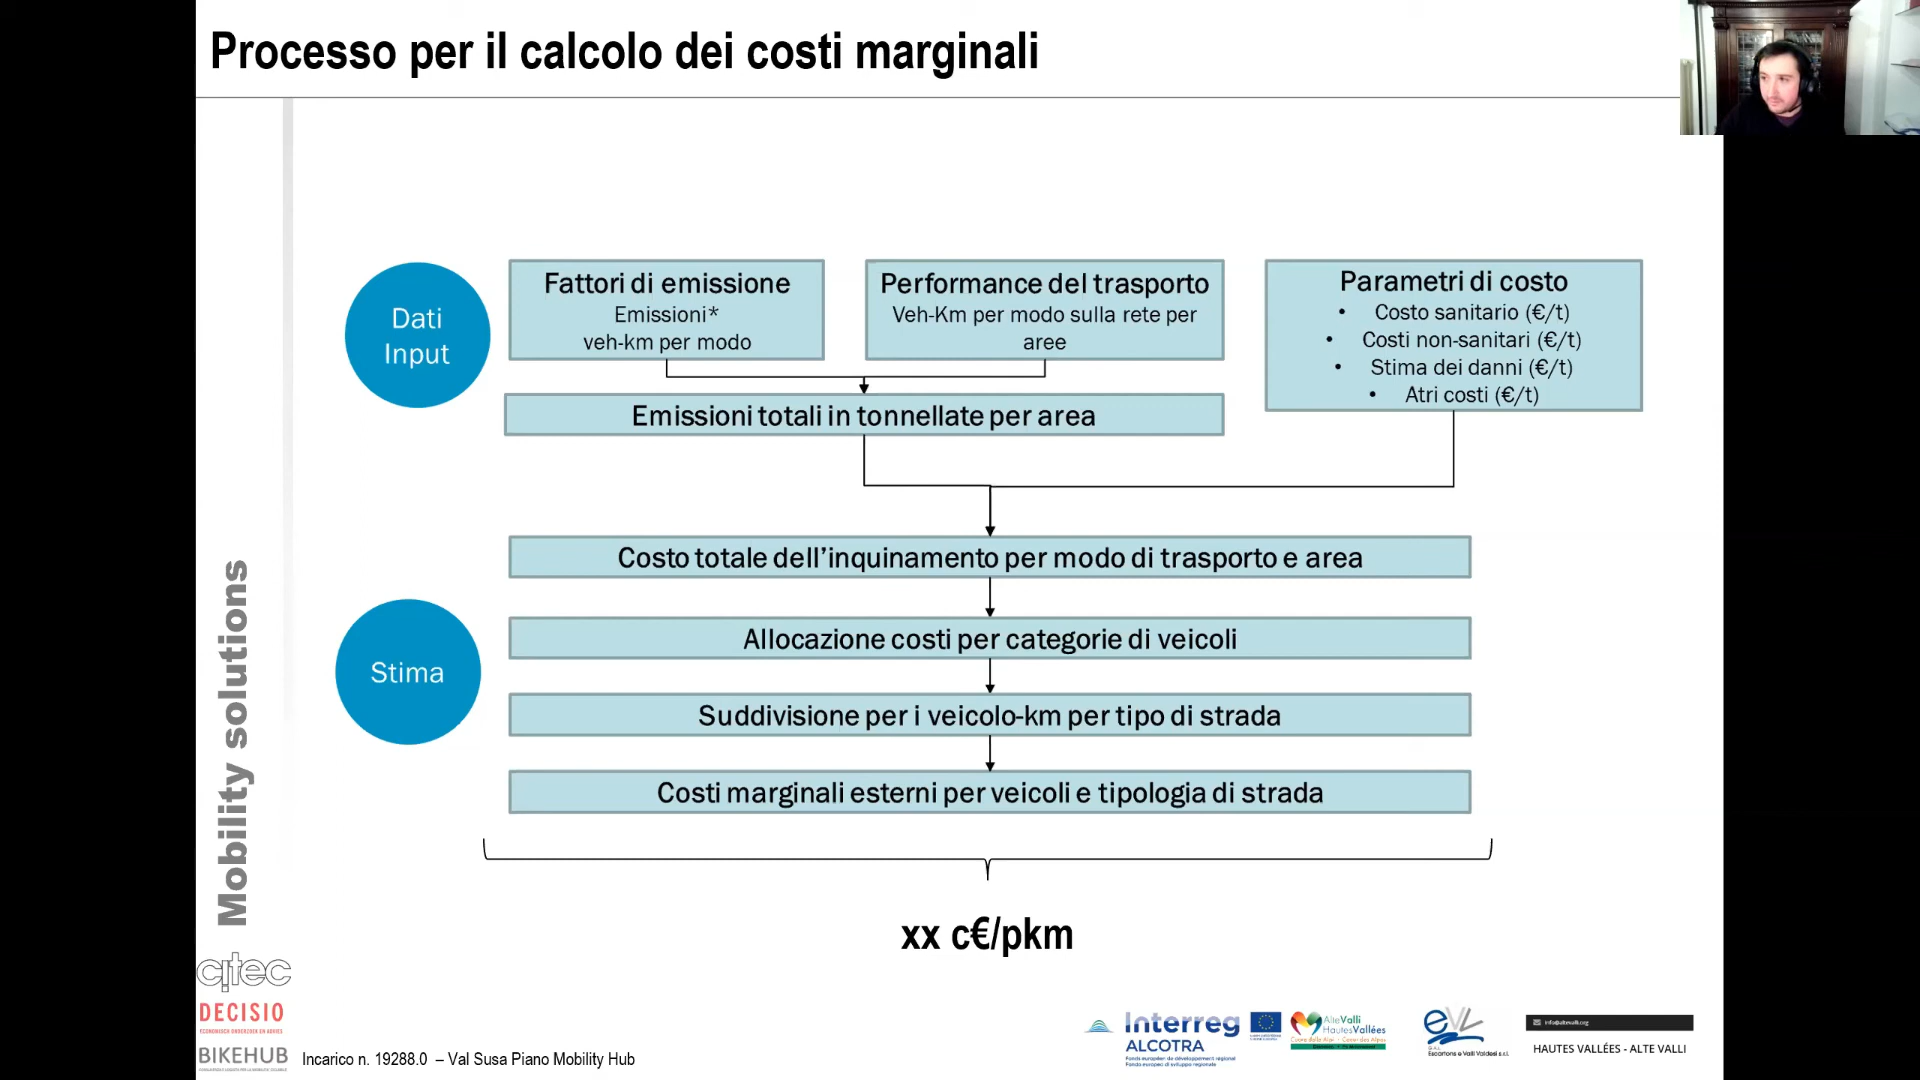 Processo per il calcolo dei costi marginali
Dati
Input
Fattori di emissione
Emissioni*
veh-km per modo
Performance del trasporto
Veh-Km per modo sulla rete per
aree
Parametri di costo
• Costo sanitario (€/t)
• Costi non-sanitari (€/t)
• Stima dei danni (€/t)
• Atri costi (€/t)
Emissioni totali in tonnellate per area
Costo totale dell’inquinamento per modo di trasporto e area
Stima
Allocazione costi per categorie di veicoli
Suddivisione per i veicolo-km per tipo di strada
Costi marginali esterni per veicoli e tipologia di strada
xx c€/pkm
Mobility solutions
citec
DECISIO
ECONOMISCH ONDERZOEK EN ADVIES
BIKEHUB
Incarico n. 19288.0 – Val Susa Piano Mobility Hub
Interreg
ALCOTRA
Fonds européen de développement régional
Fondo europeo di sviluppo regionale
AlteValli
HautesVallées
Cuore delle Alpi - Coeur des Alpes
EVL
Escartons e Valli Valdesi s.r.l.
info@altevalli.org
HAUTES VALLÉES - ALTE VALLI